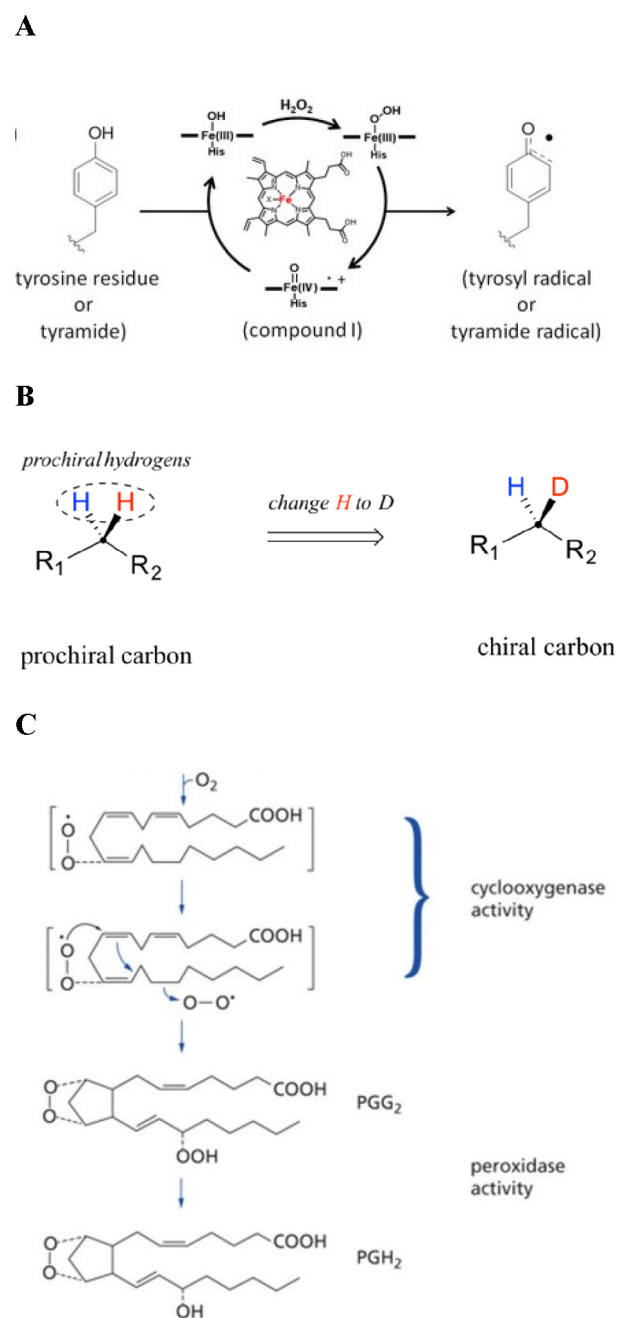 A
OH
H₂O₂
OH
Fe(III)
His
O OH
Fe(III)
His
O
OH
N
N
N
N
X
Fe
O
OH
O
OH
O
Fe(IV)
• +
His
tyrosine residue
or
tyramide)
(compound I)
(tyrosyl radical
or
tyramide radical)
B
prochiral hydrogens
H H
R₁ R₂
change H to D
H D
R₁ R₂
prochiral carbon
chiral carbon
C
O₂
O
O
COOH
cyclooxygenase
activity
O
O
COOH
O–O•
O
O
COOH
OOH
PGG₂
peroxidase
activity
O
O
COOH
OH
PGH₂